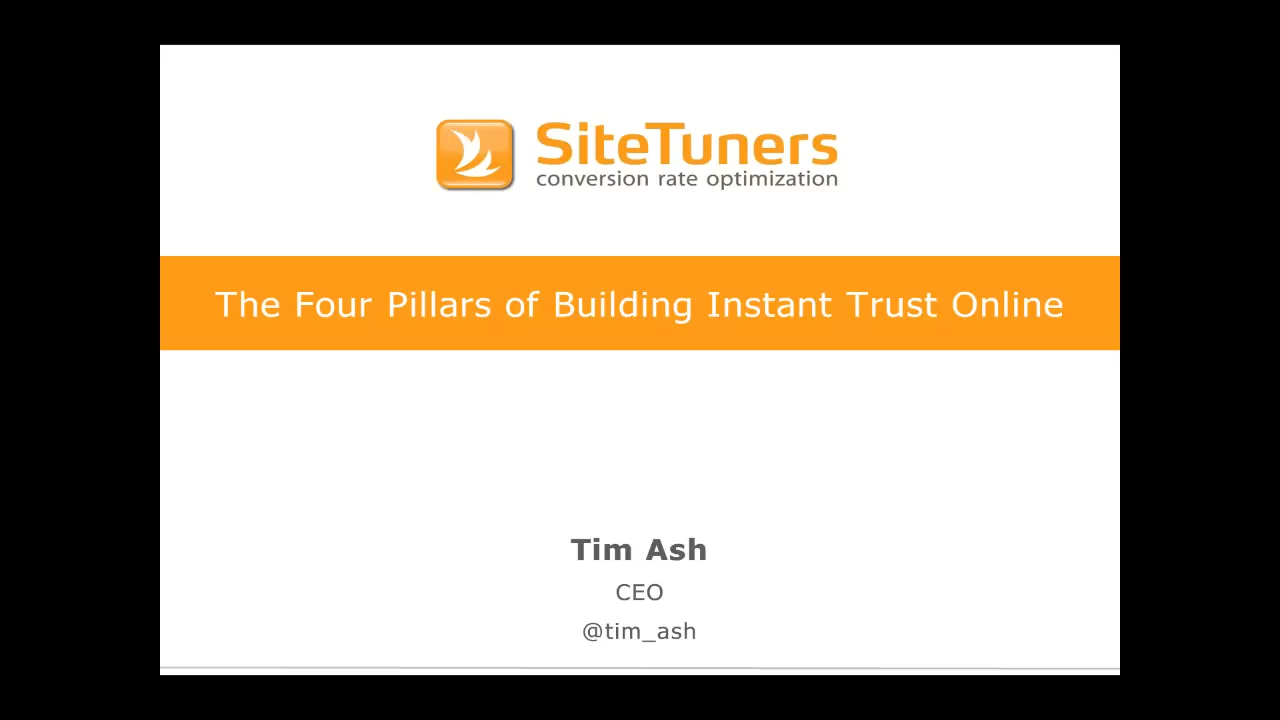 SiteTuners
conversion rate optimization
The Four Pillars of Building Instant Trust Online
Tim Ash
CEO
@tim_ash